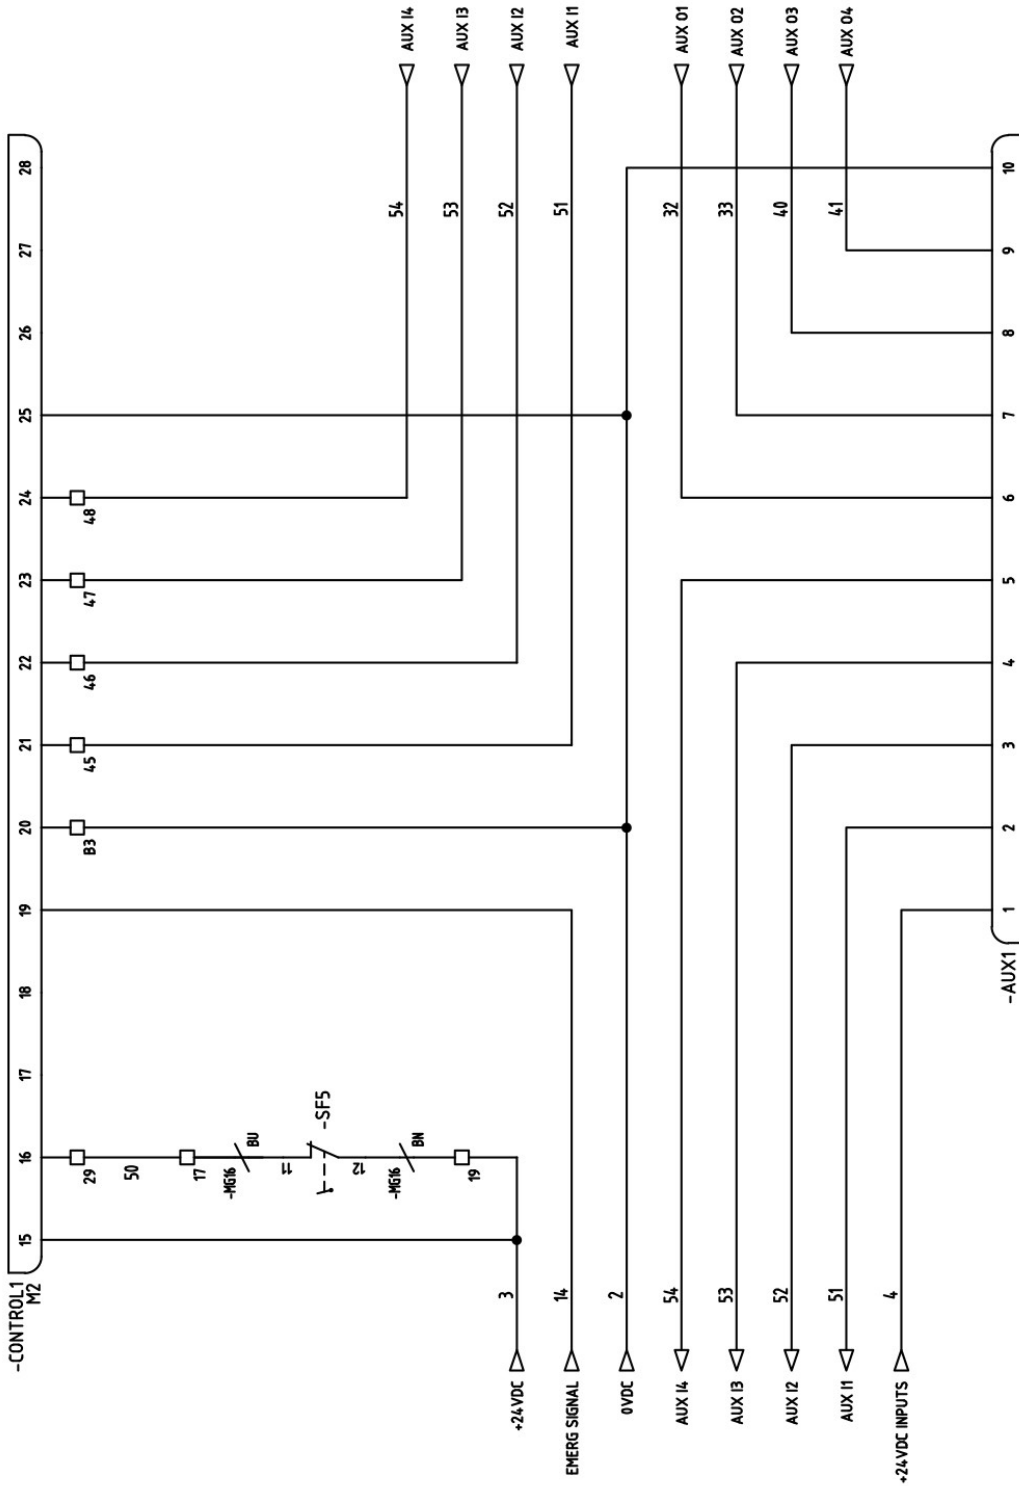 -CONTROL1
M2
15
16
17
18
19
20
21
22
23
24
25
26
27
28
29
50
17
-MG16
BU
11
-SF5
12
-MG16
BN
19
B3
45
46
47
48
3
+24VDC
14
EMERG SIGNAL
2
0VDC
54
AUX I4
53
AUX I3
52
AUX I2
51
AUX I1
4
+24VDC INPUTS
54
AUX I4
53
AUX I3
52
AUX I2
51
AUX I1
32
AUX O1
33
AUX O2
40
AUX O3
41
AUX O4
-AUX1
1
2
3
4
5
6
7
8
9
10